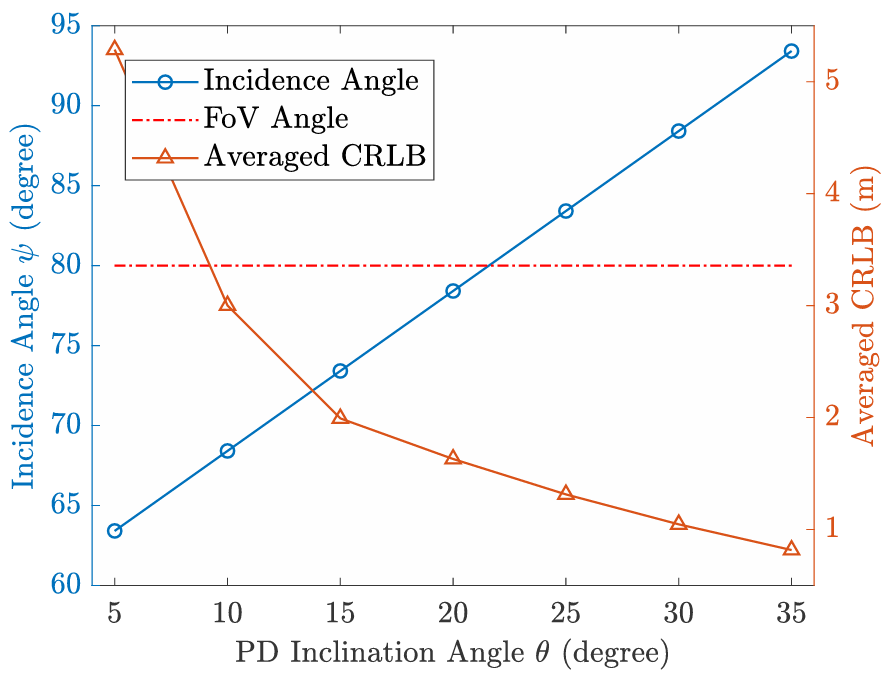 Incidence Angle ψ (degree)
95
90
85
80
75
70
65
60
Incidence Angle
FoV Angle
Averaged CRLB
5
4
3
2
1
Averaged CRLB (m)
5 10 15 20 25 30 35
PD Inclination Angle θ (degree)